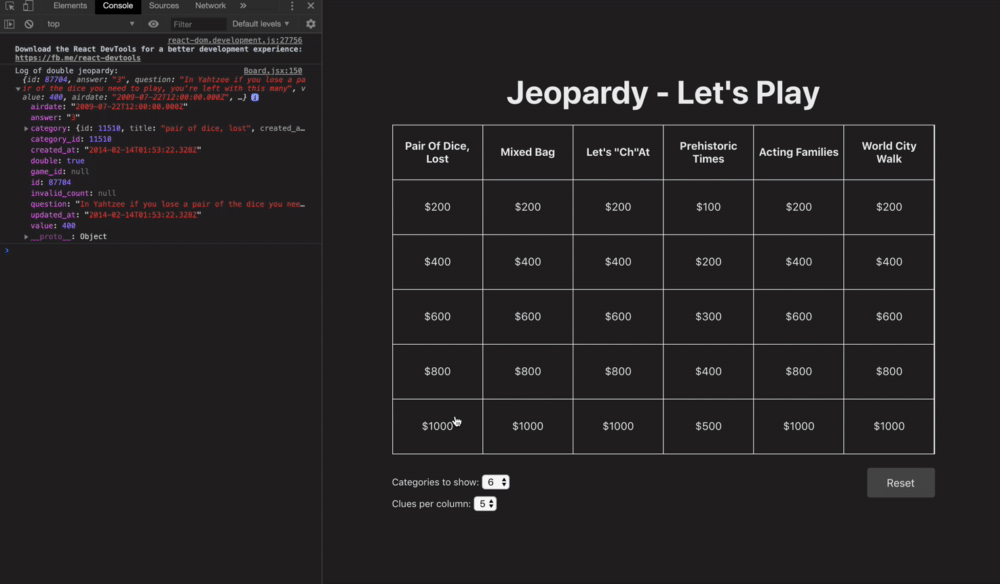 Elements Console Sources Network »
top Filter Default levels
react-dom.development.js:27756
Download the React DevTools for a better development experience:
https://fb.me/react-devtools
Log of double jeopardy: Board.jsx:150
{id: 87704, answer: "3", question: "In Yahtzee if you lose a pa
ir of the dice you need to play, you're left with this many", v
alue: 400, airdate: "2009-07-22T12:00:00.000Z", …}
airdate: "2009-07-22T12:00:00.000Z"
answer: "3"
category: {id: 11510, title: "pair of dice, lost", created_a…
category_id: 11510
created_at: "2014-02-14T01:53:22.328Z"
double: true
game_id: null
id: 87704
invalid_count: null
question: "In Yahtzee if you lose a pair of the dice you nee…
updated_at: "2014-02-14T01:53:22.328Z"
value: 400
__proto__: Object
>
Jeopardy - Let's Play
Pair Of Dice, Lost Mixed Bag Let's "Ch"At Prehistoric Times Acting Families World City Walk
$200 $200 $200 $100 $200 $200
$400 $400 $400 $200 $400 $400
$600 $600 $600 $300 $600 $600
$800 $800 $800 $400 $800 $800
$1000 $1000 $1000 $500 $1000 $1000
Categories to show: 6
Clues per column: 5
Reset